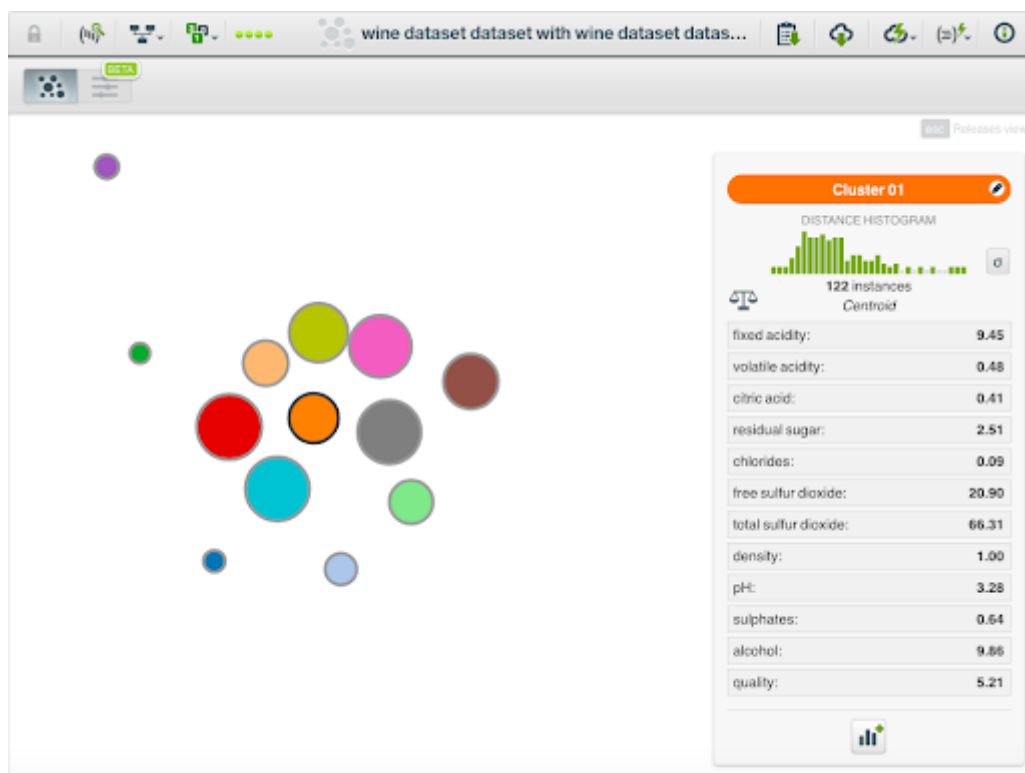 wine dataset dataset with wine dataset datas...
(=)
BETA
esc Releases view
Cluster 01
DISTANCE HISTOGRAM
σ
122 instances
Centroid
fixed acidity: 9.45
volatile acidity: 0.48
citric acid: 0.41
residual sugar: 2.51
chlorides: 0.09
free sulfur dioxide: 20.90
total sulfur dioxide: 66.31
density: 1.00
pH: 3.28
sulphates: 0.64
alcohol: 9.86
quality: 5.21